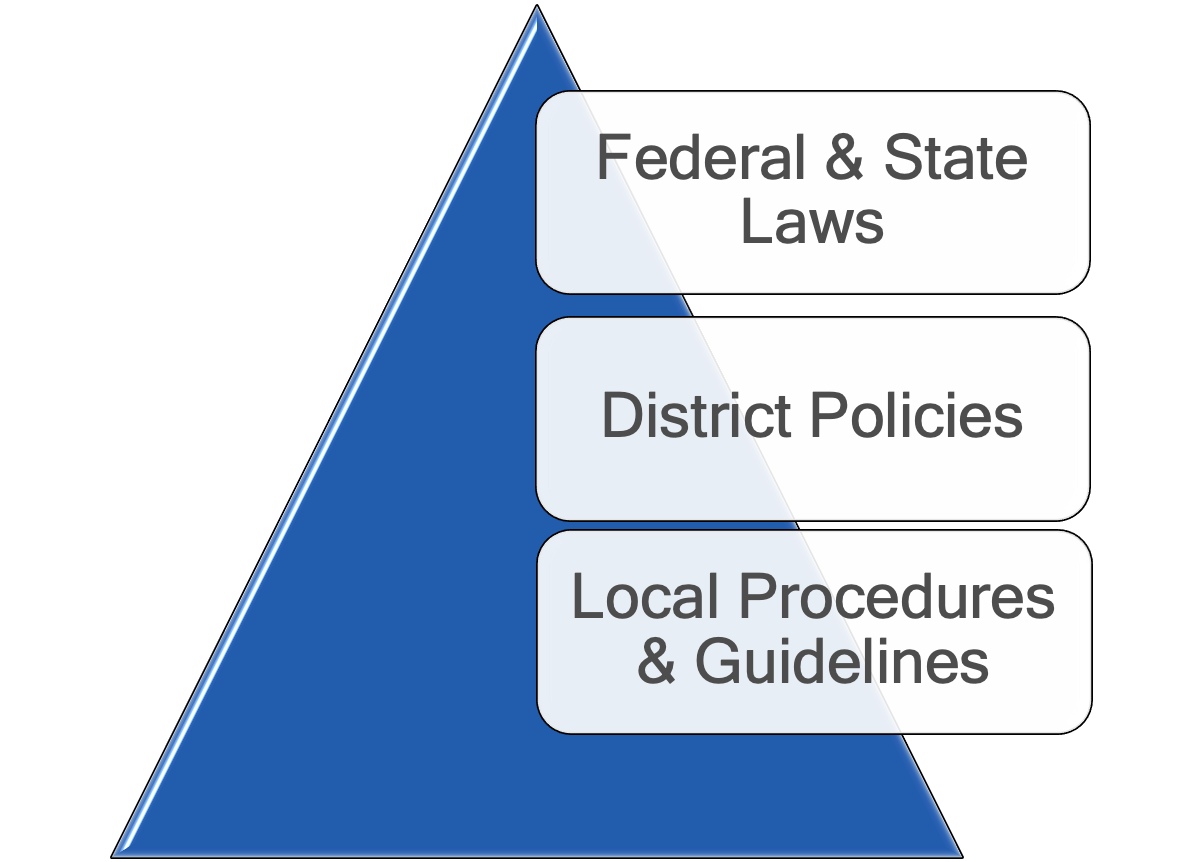 Federal & State
Laws
District Policies
Local Procedures
& Guidelines